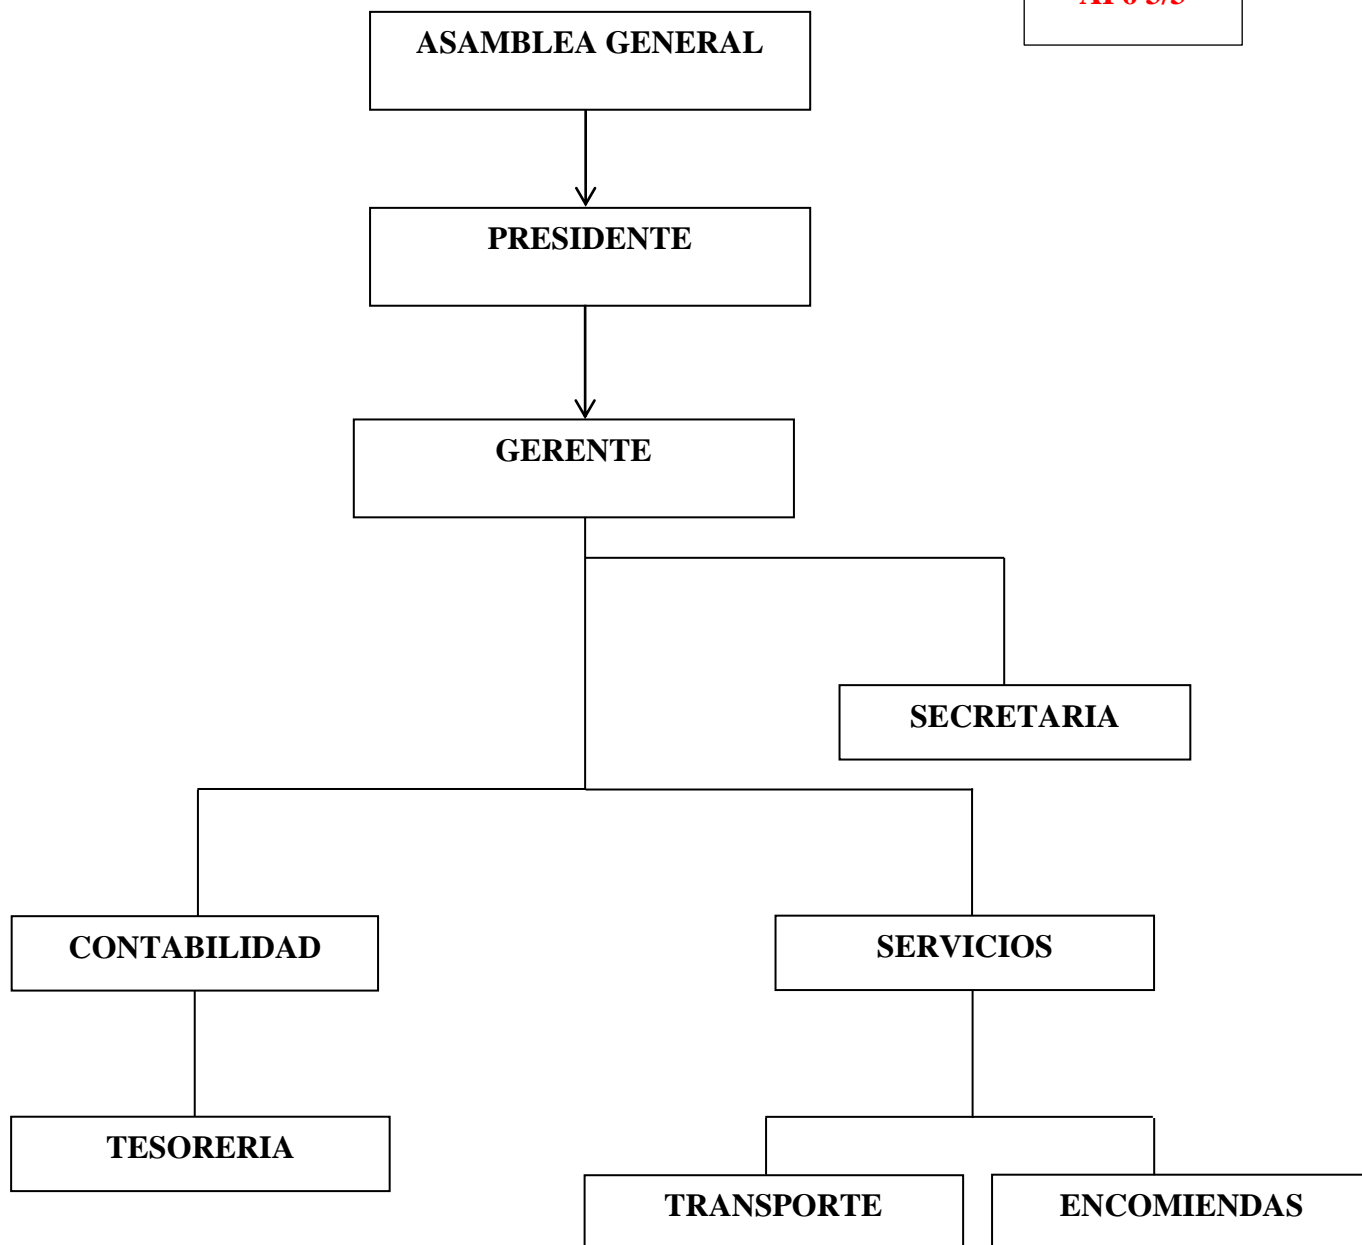 ASAMBLEA GENERAL
PRESIDENTE
GERENTE
SECRETARIA
CONTABILIDAD
SERVICIOS
TESORERIA
TRANSPORTE
ENCOMIENDAS